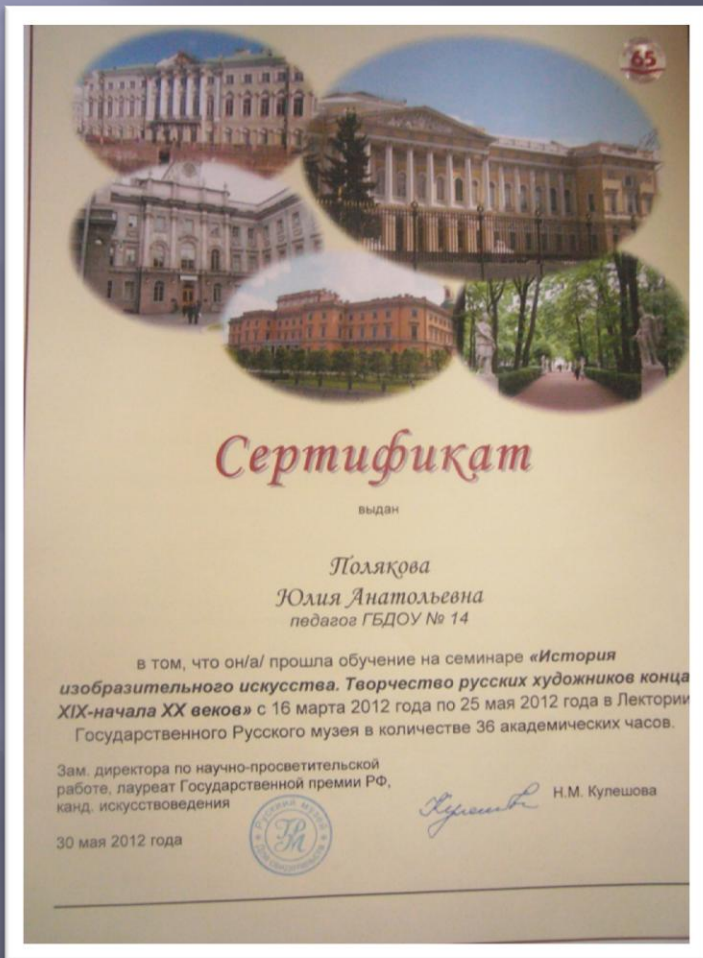 65
Сертификат
выдан
Полякова
Юлия Анатольевна
педагог ГБДОУ № 14
в том, что он/а/ прошла обучение на семинаре «История
изобразительного искусства. Творчество русских художников конца
XIX-начала XX веков» с 16 марта 2012 года по 25 мая 2012 года в Лектории
Государственного Русского музея в количестве 36 академических часов.
Зам. директора по научно-просветительской
работе, лауреат Государственной премии РФ,
канд. искусствоведения
Н.М. Кулешова
30 мая 2012 года
Русский музей